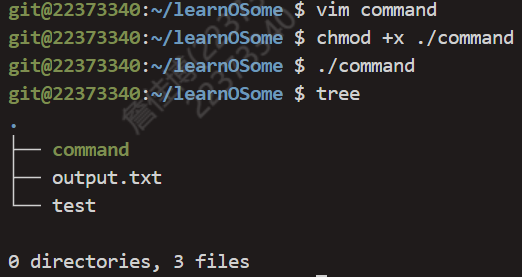 git@22373340:~/learnOSome $ vim command
git@22373340:~/learnOSome $ chmod +x ./command
git@22373340:~/learnOSome $ ./command
git@22373340:~/learnOSome $ tree
.
├── command
├── output.txt
└── test
0 directories, 3 files